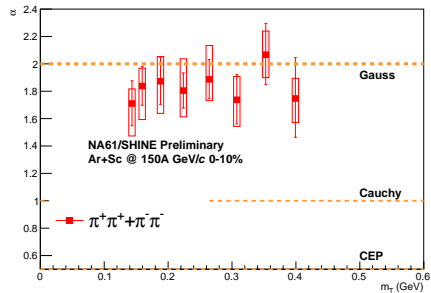 α
2.4
2.2
2
1.8
1.6
1.4
1.2
1
0.8
0.6
Gauss
NA61/SHINE Preliminary
Ar+Sc @ 150A GeV/c 0-10%
Cauchy
π⁺π⁺+π⁻π⁻
CEP
0 0.1 0.2 0.3 0.4 0.5 0.6
m_T (GeV)